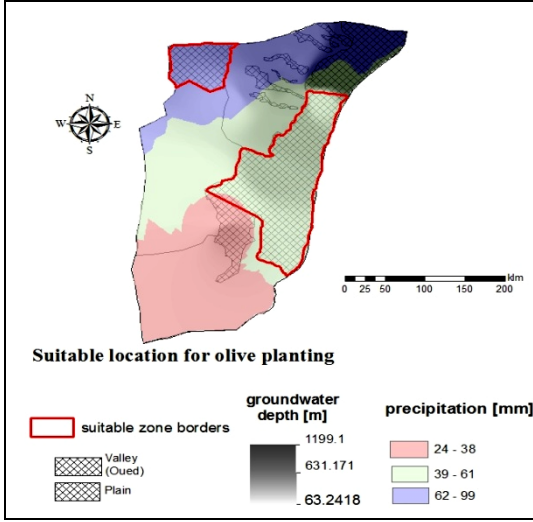 N
W E
S
km
0 25 50 100 150 200
Suitable location for olive planting
suitable zone borders
Valley
(Oued)
Plain
groundwater
depth [m]
1199.1
631.171
63.2418
precipitation [mm]
24 - 38
39 - 61
62 - 99